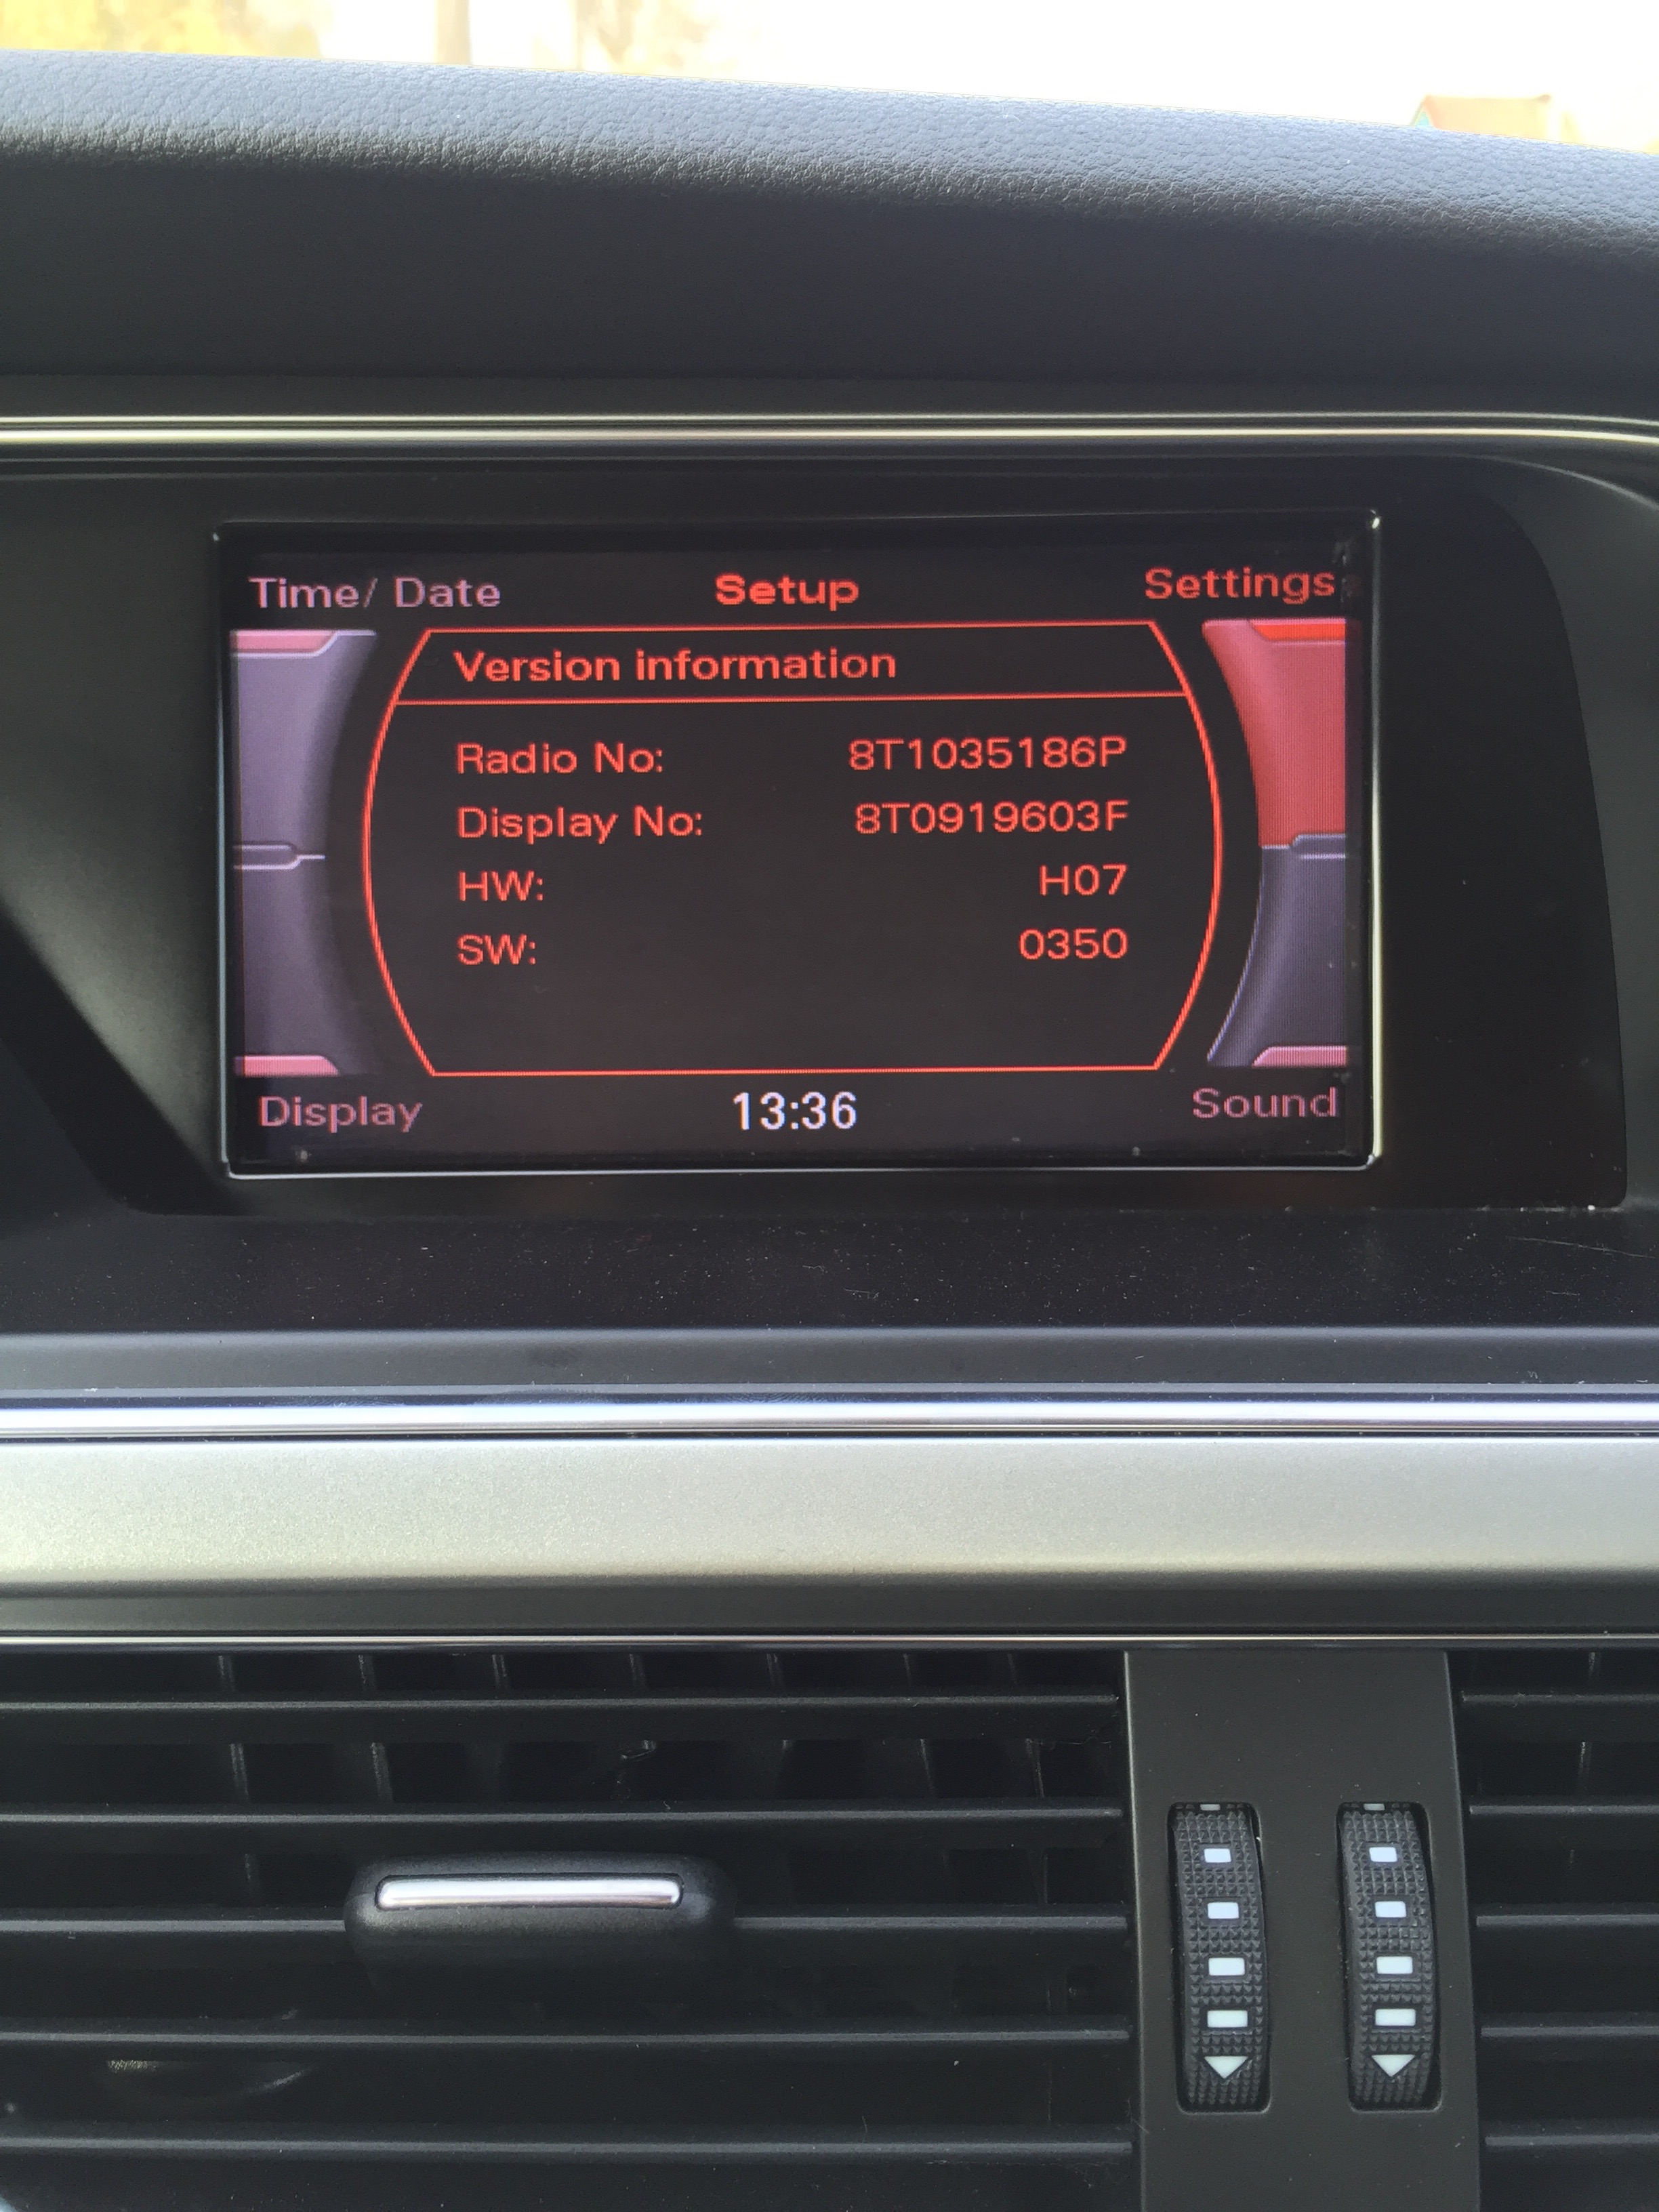 Time/ Date Setup Settings
Version information
Radio No: 8T1035186P
Display No: 8T0919603F
HW: H07
SW: 0350
Display 13:36 Sound